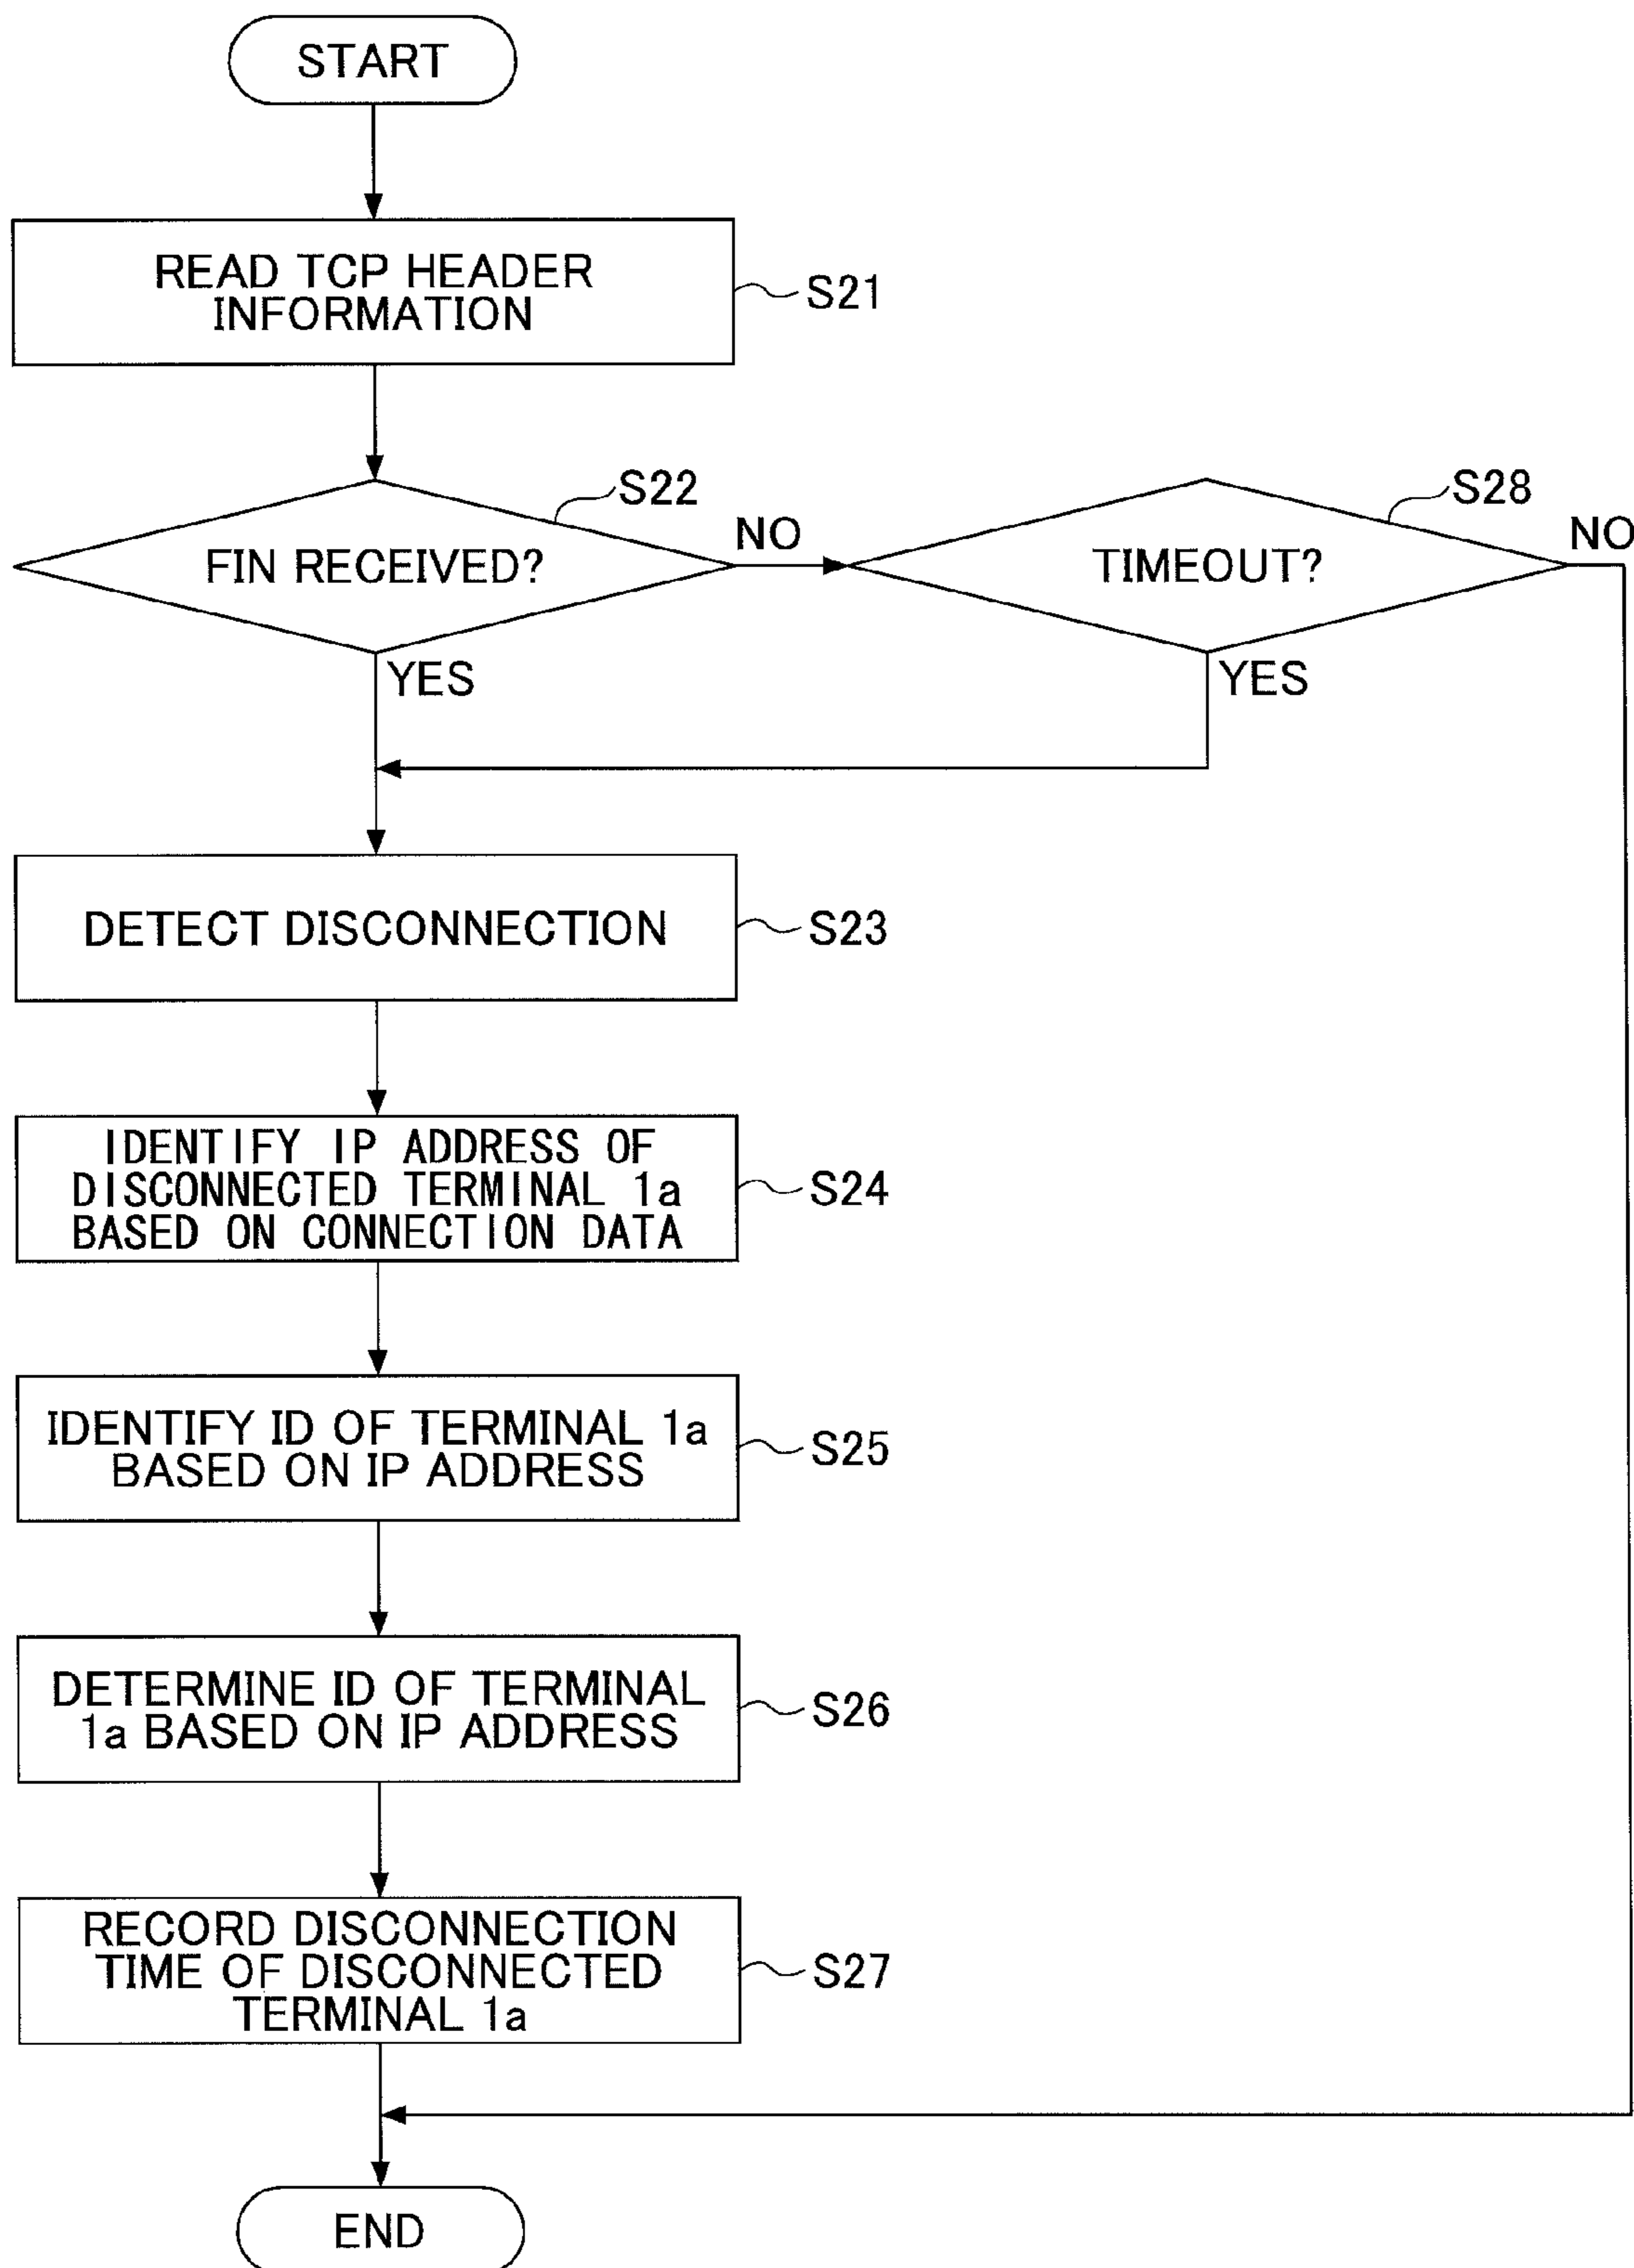 START
READ TCP HEADER
INFORMATION
S21
S22
FIN RECEIVED?
NO
S28
TIMEOUT?
NO
YES
YES
DETECT DISCONNECTION
S23
IDENTIFY IP ADDRESS OF
DISCONNECTED TERMINAL 1a
BASED ON CONNECTION DATA
S24
IDENTIFY ID OF TERMINAL 1a
BASED ON IP ADDRESS
S25
DETERMINE ID OF TERMINAL
1a BASED ON IP ADDRESS
S26
RECORD DISCONNECTION
TIME OF DISCONNECTED
TERMINAL 1a
S27
END